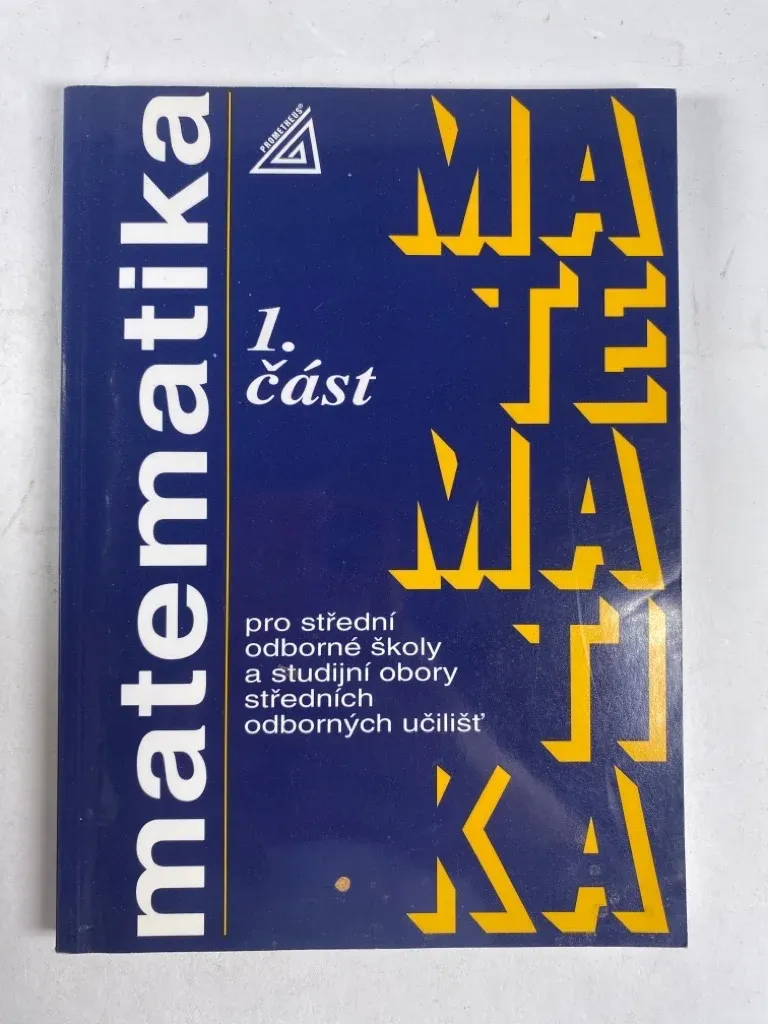 matematika
PROMETHEUS®
1.
část
pro střední
odborné školy
a studijní obory
středních
odborných učilišť
MA
TE
MA
TI
KA